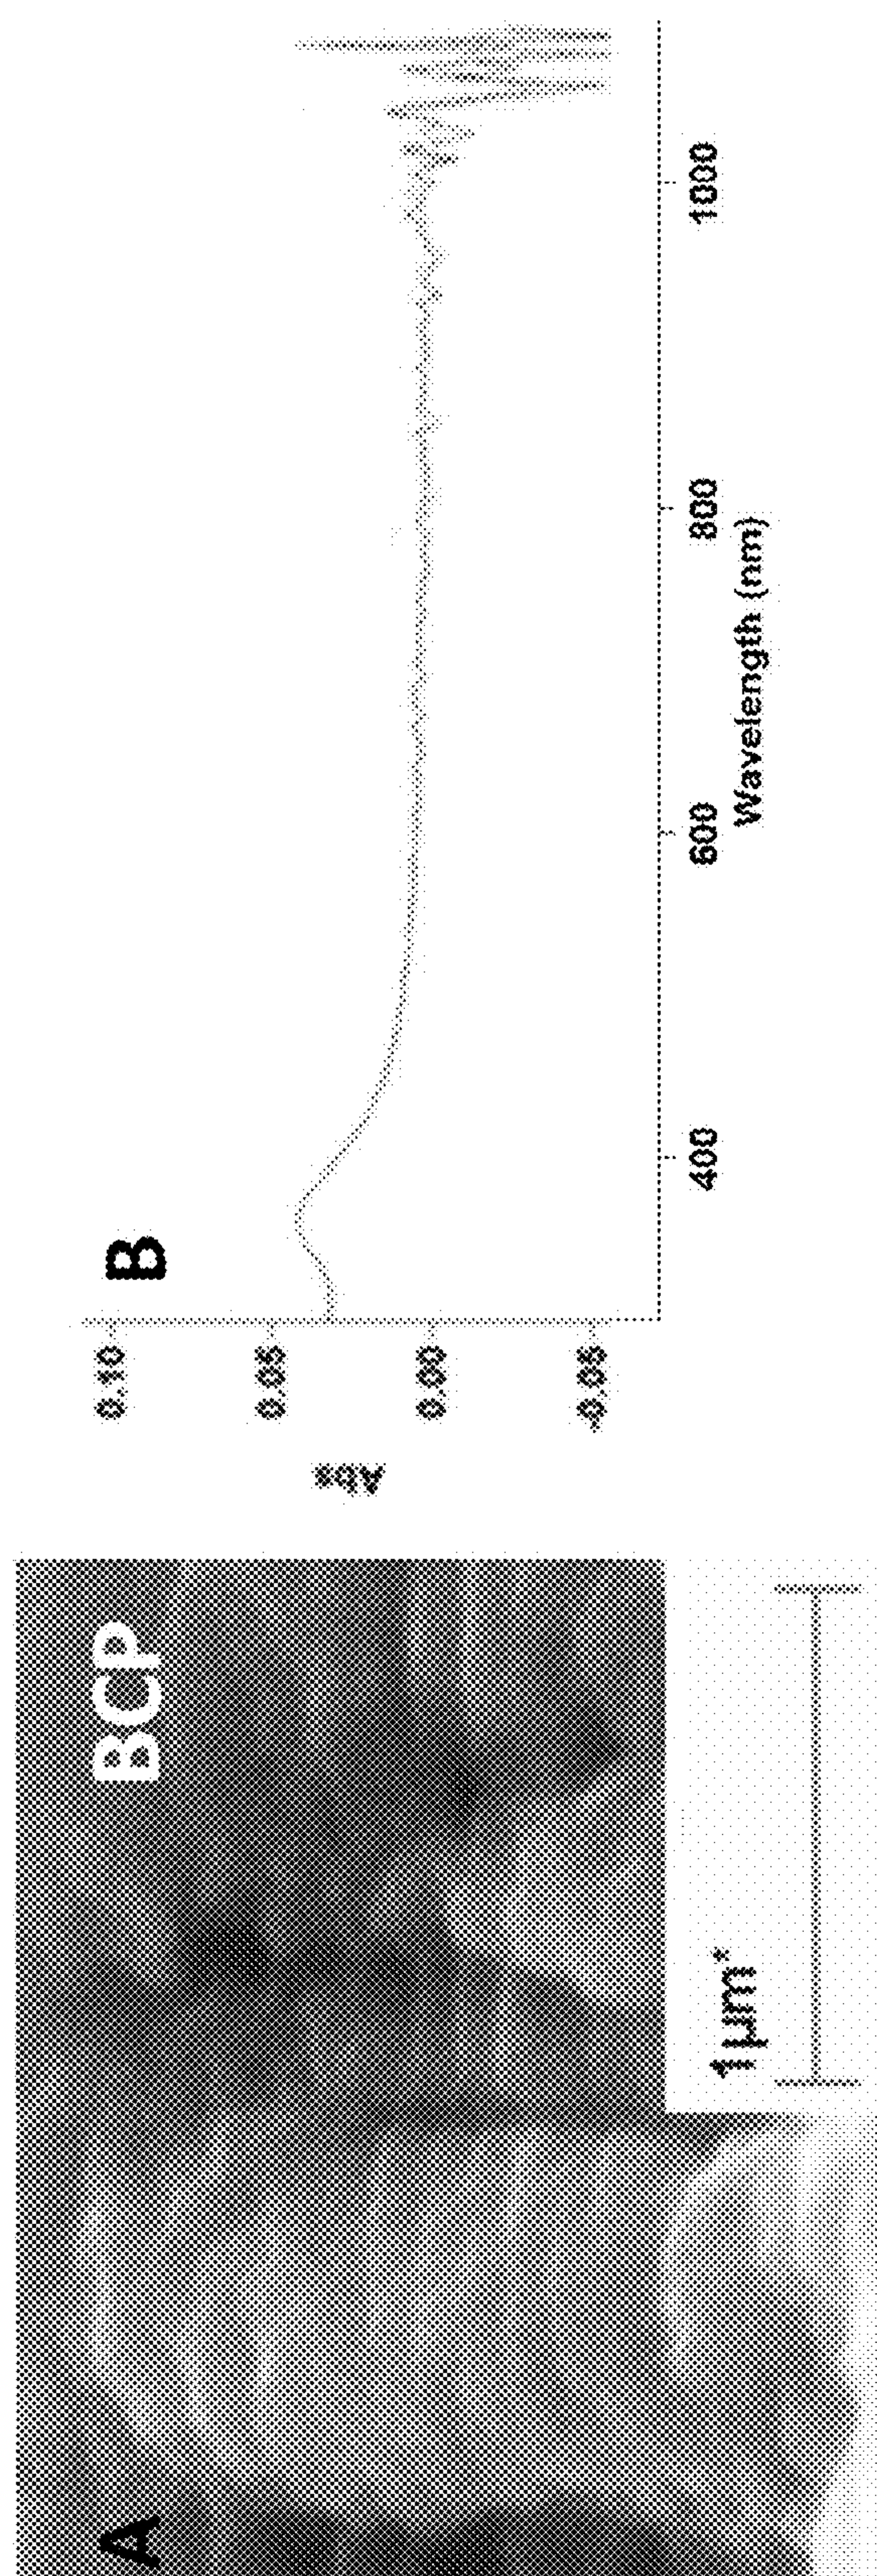 A
BCP
1μm*
B
Abs
0.10
0.05
0.00
-0.05
400
600
800
1000
Wavelength (nm)